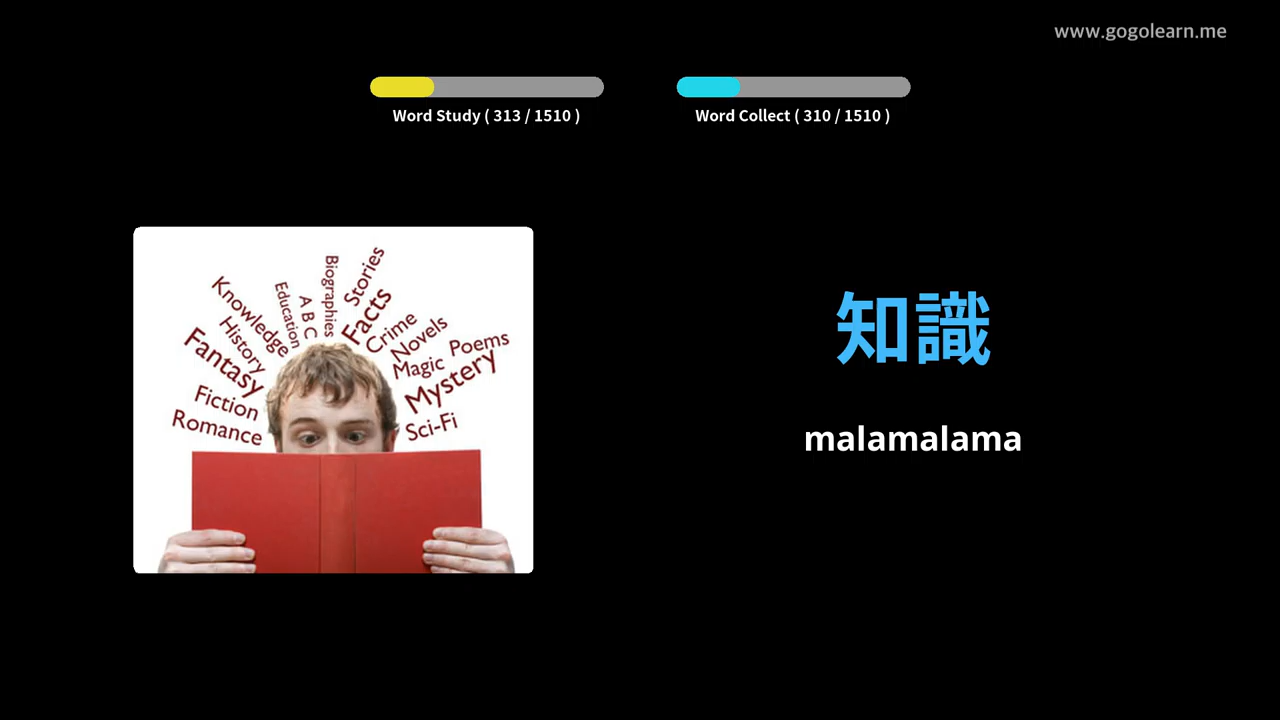 www.gogolearn.me
Word Study ( 313 / 1510 )
Word Collect ( 310 / 1510 )
Biographies
Stories
Education
A B C
Facts
Knowledge
Crime
History
Novels
Fantasy
Magic
Poems
Mystery
Fiction
Romance
Sci-Fi
知識
malamalama